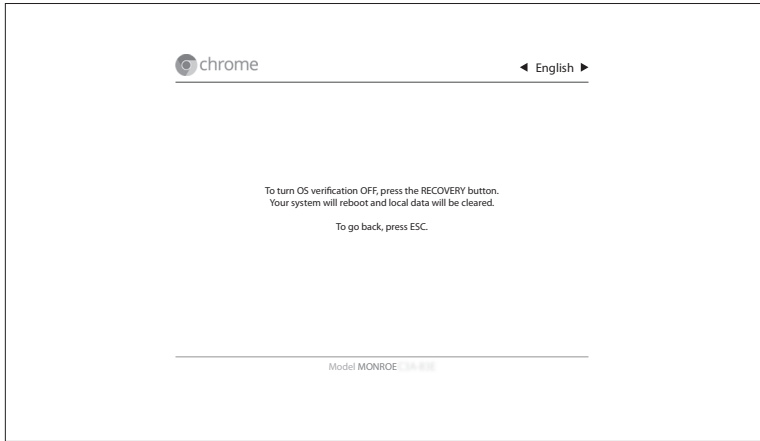 chrome
◀ English ▶
To turn OS verification OFF, press the RECOVERY button.
Your system will reboot and local data will be cleared.
To go back, press ESC.
Model MONROE